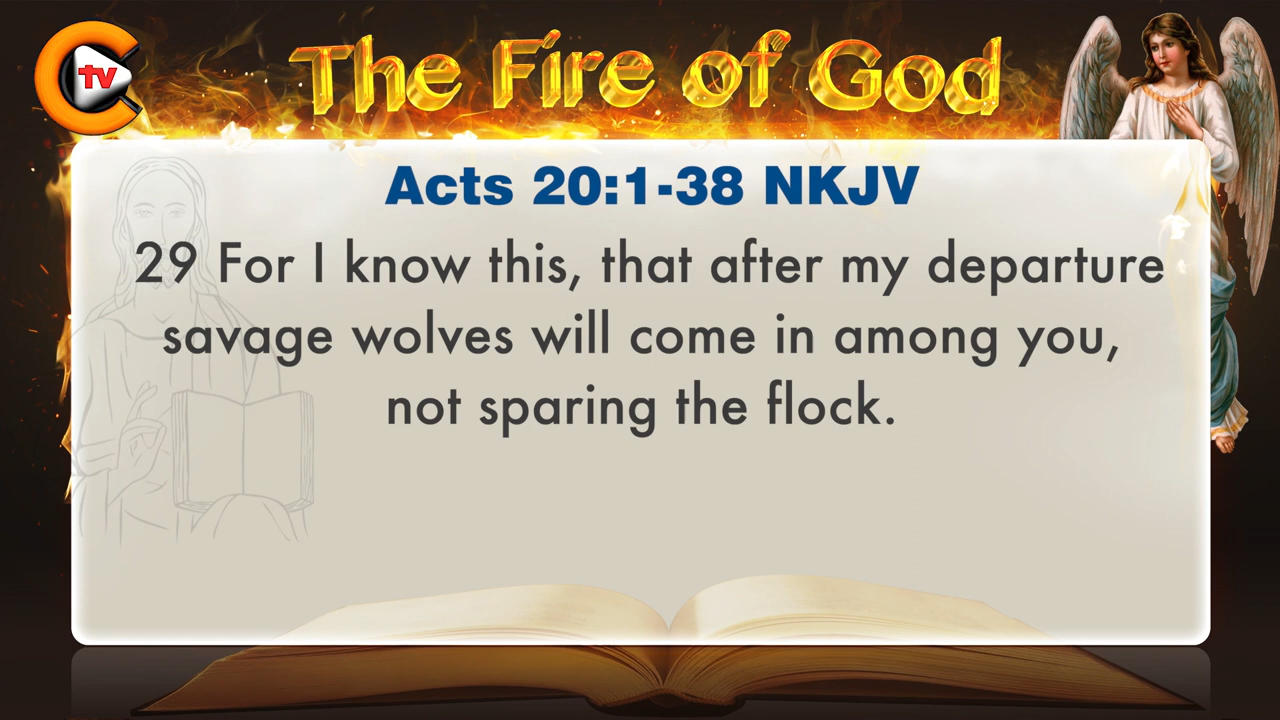 tv
The Fire of God
Acts 20:1-38 NKJV
29 For I know this, that after my departure
savage wolves will come in among you,
not sparing the flock.